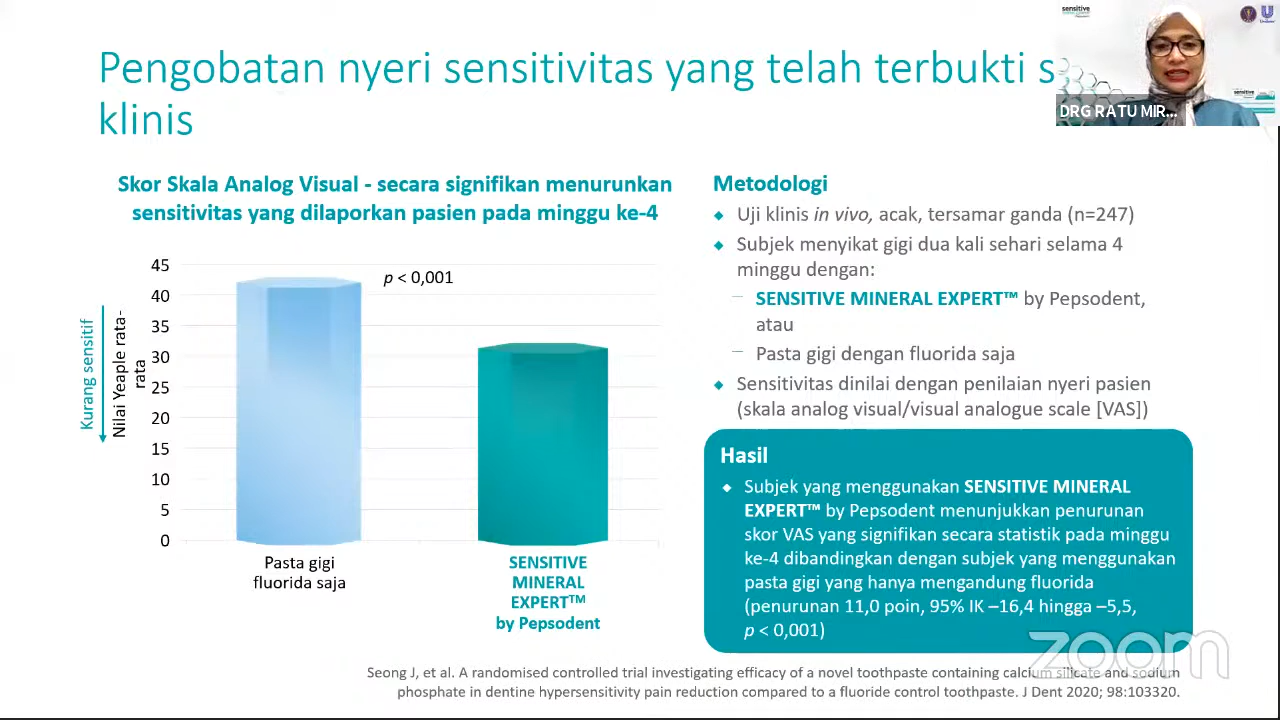 sensitive
Pengobatan nyeri sensitivitas yang telah terbukti s
klinis
DRG RATU MIR...
sensitive
Skor Skala Analog Visual - secara signifikan menurunkan
sensitivitas yang dilaporkan pasien pada minggu ke-4
45
40
35
30
25
20
15
10
5
0
Kurang sensitif
Nilai Yeaple rata-
rata
p < 0,001
Pasta gigi
fluorida saja
SENSITIVE
MINERAL
EXPERT™
by Pepsodent
Metodologi
Uji klinis in vivo, acak, tersamar ganda (n=247)
Subjek menyikat gigi dua kali sehari selama 4
minggu dengan:
SENSITIVE MINERAL EXPERT™ by Pepsodent,
atau
Pasta gigi dengan fluorida saja
Sensitivitas dinilai dengan penilaian nyeri pasien
(skala analog visual/visual analogue scale [VAS])
Hasil
Subjek yang menggunakan SENSITIVE MINERAL
EXPERT™ by Pepsodent menunjukkan penurunan
skor VAS yang signifikan secara statistik pada minggu
ke-4 dibandingkan dengan subjek yang menggunakan
pasta gigi yang hanya mengandung fluorida
(penurunan 11,0 poin, 95% IK –16,4 hingga –5,5,
p < 0,001)
zoom
Seong J, et al. A randomised controlled trial investigating efficacy of a novel toothpaste containing calcium silicate and sodium
phosphate in dentine hypersensitivity pain reduction compared to a fluoride control toothpaste. J Dent 2020; 98:103320.